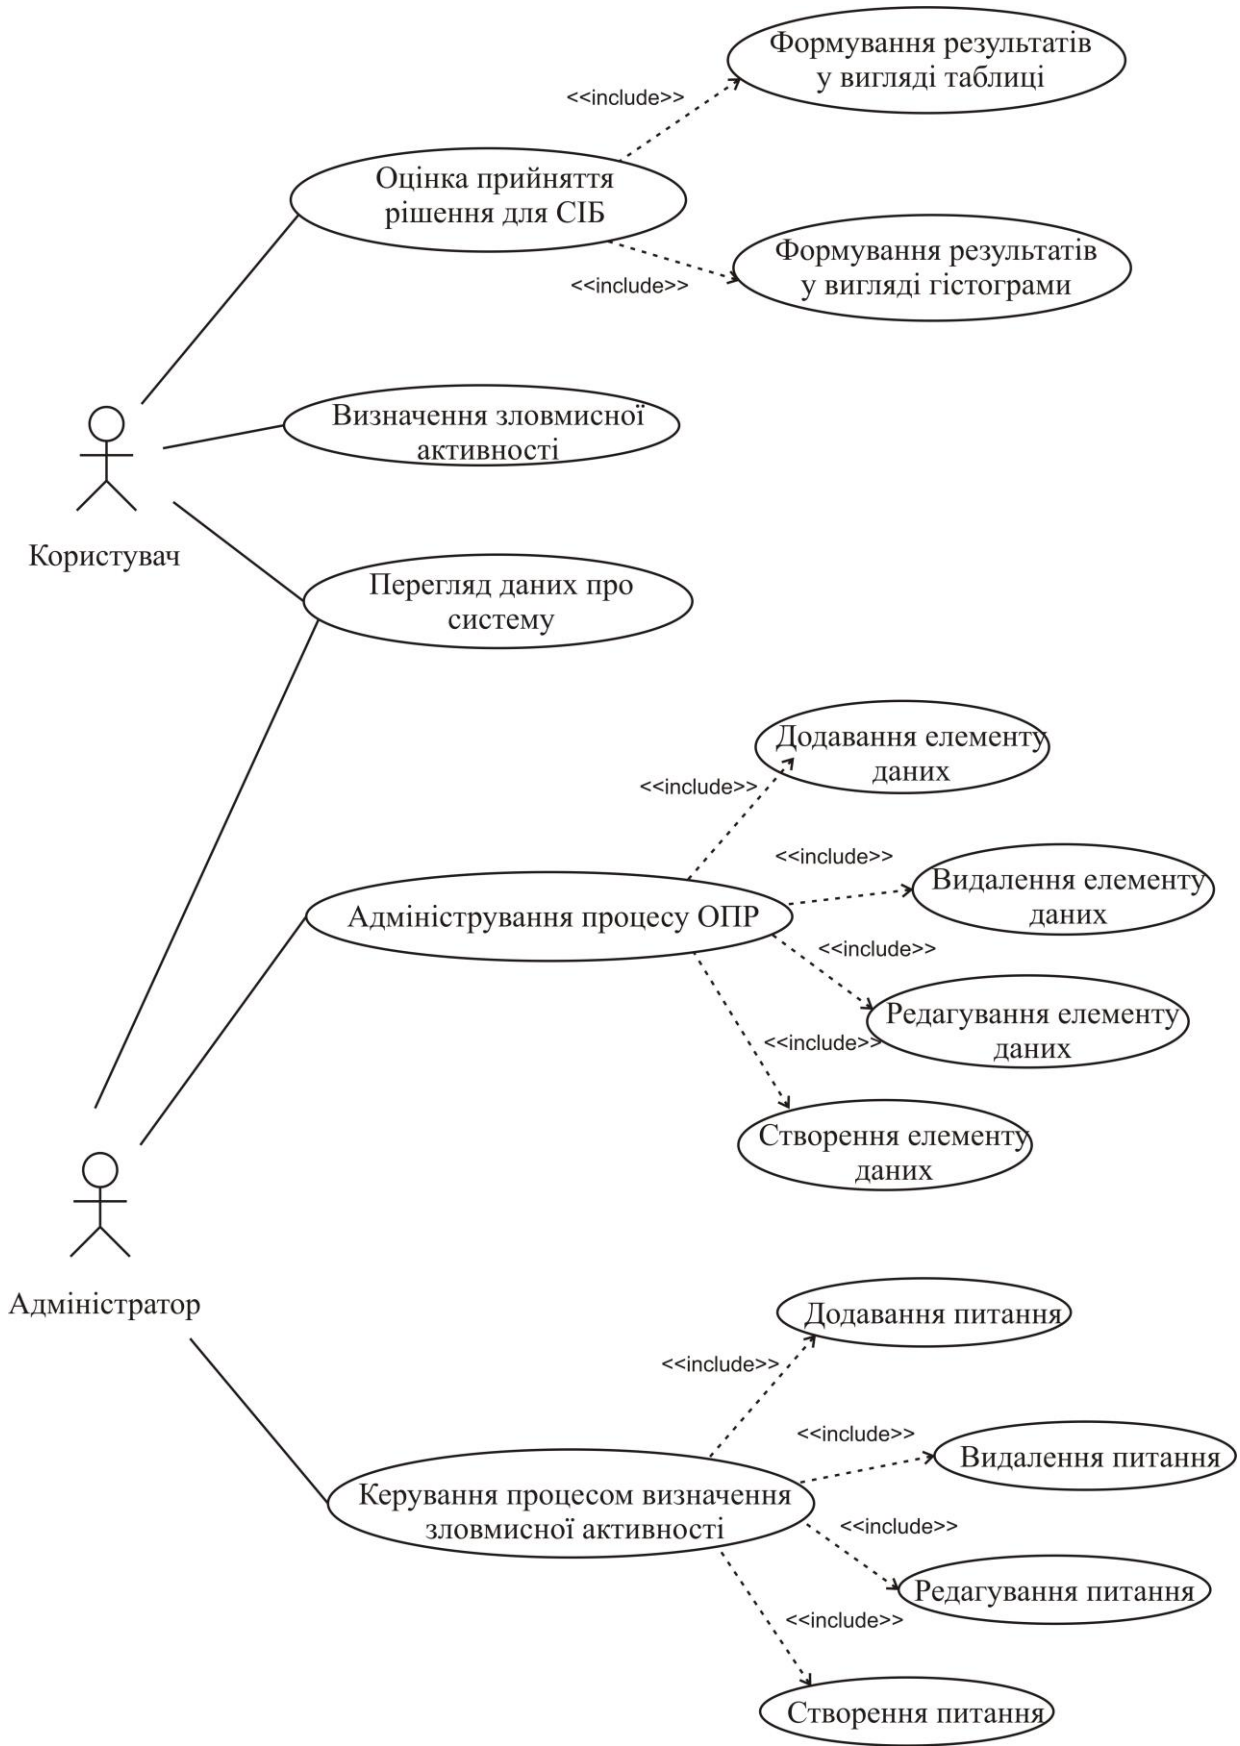 Формування результатів
у вигляді таблиці
<<include>>
Оцінка прийняття
рішення для СІБ
Формування результатів
у вигляді гістограми
<<include>>
Визначення зловмисної
активності
Користувач
Перегляд даних про
систему
Додавання елементу
даних
<<include>>
<<include>>
Видалення елементу
даних
Адміністрування процесу ОПР
<<include>>
Редагування елементу
даних
<<include>>
Створення елементу
даних
Адміністратор
Додавання питання
<<include>>
<<include>>
Видалення питання
Керування процесом визначення
зловмисної активності
<<include>>
Редагування питання
<<include>>
Створення питання